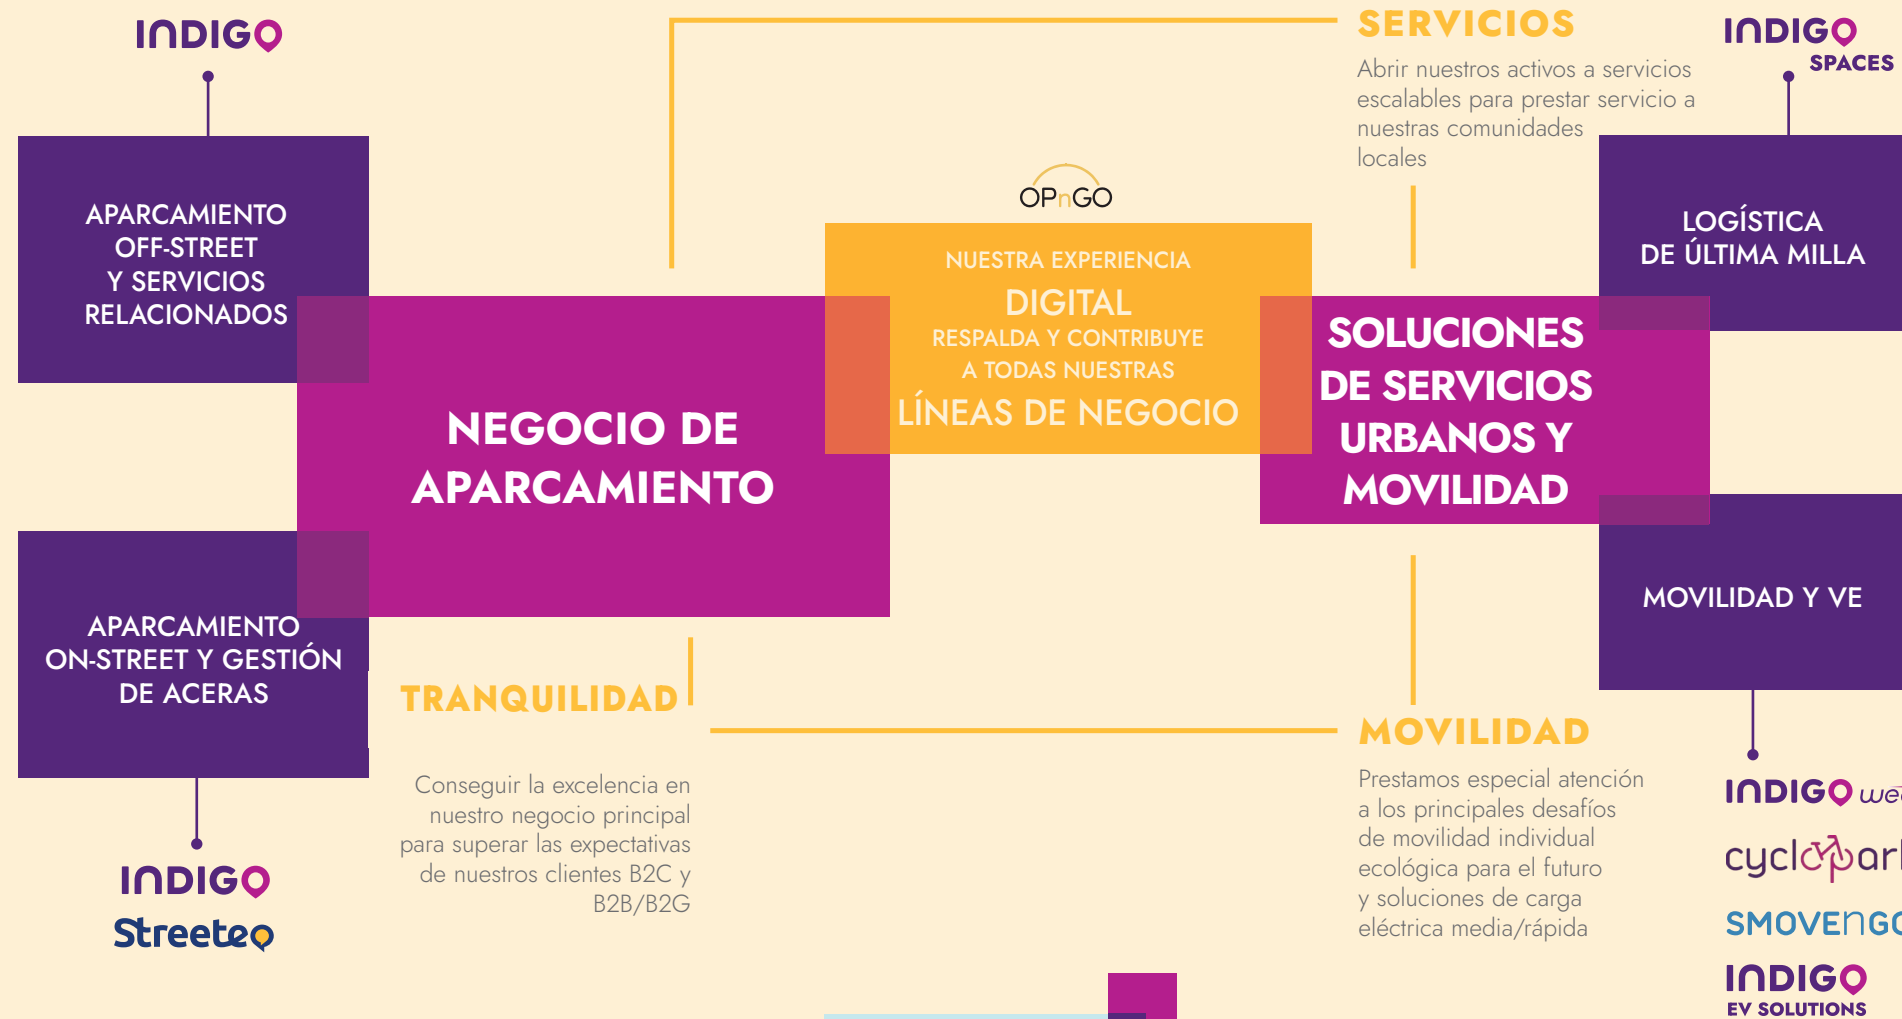 INDIGO
APARCAMIENTO
OFF-STREET
Y SERVICIOS
RELACIONADOS
NEGOCIO DE
APARCAMIENTO
APARCAMIENTO
ON-STREET Y GESTIÓN
DE ACERAS
INDIGO
Streeteo
TRANQUILIDAD
Conseguir la excelencia en
nuestro negocio principal
para superar las expectativas
de nuestros clientes B2C y
B2B/B2G
OPnGO
NUESTRA EXPERIENCIA
DIGITAL
RESPALDA Y CONTRIBUYE
A TODAS NUESTRAS
LÍNEAS DE NEGOCIO
SERVICIOS
Abrir nuestros activos a servicios
escalables para prestar servicio a
nuestras comunidades
locales
SOLUCIONES
DE SERVICIOS
URBANOS Y
MOVILIDAD
MOVILIDAD
Prestamos especial atención
a los principales desafíos
de movilidad individual
ecológica para el futuro
y soluciones de carga
eléctrica media/rápida
INDIGO
SPACES
LOGÍSTICA
DE ÚLTIMA MILLA
MOVILIDAD Y VE
INDIGO
SMOVENGO
INDIGO
EV SOLUTIONS